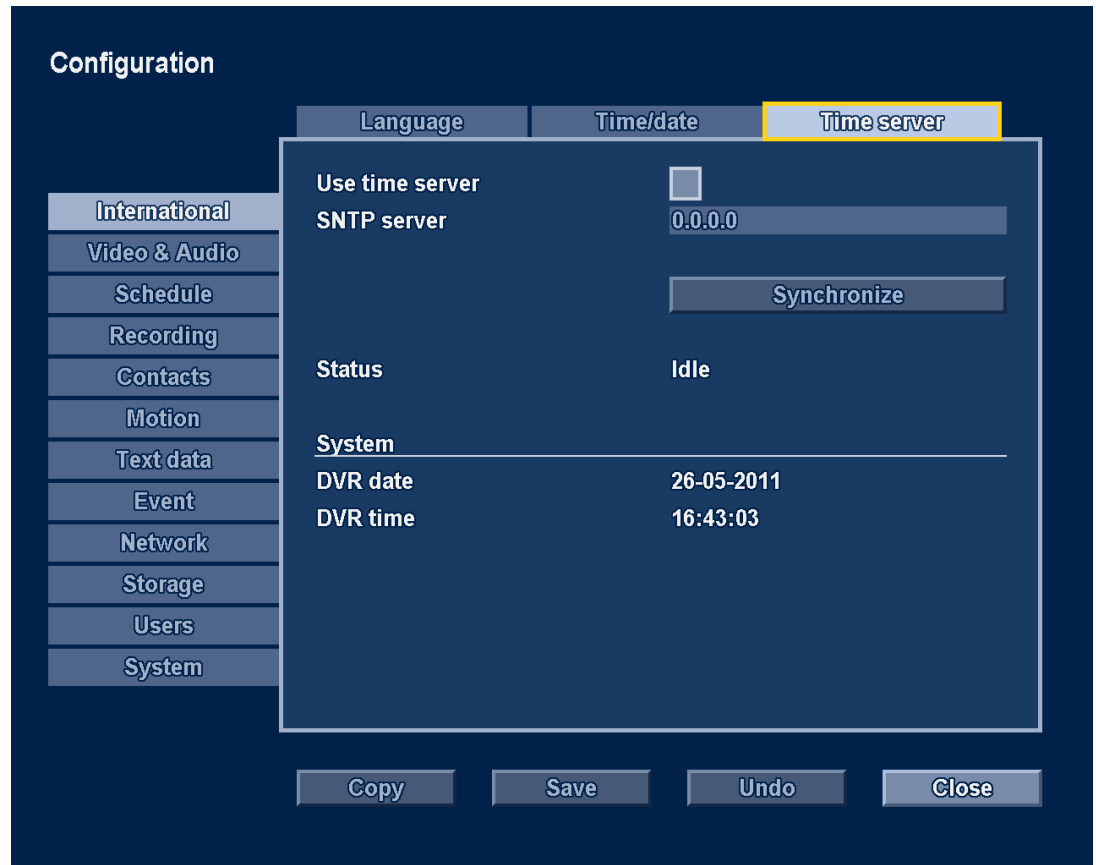 Configuration
Language Time/date Time server
International
Video & Audio
Schedule
Recording
Contacts
Motion
Text data
Event
Network
Storage
Users
System
Use time server
SNTP server 0.0.0.0
Synchronize
Status Idle
System
DVR date 26-05-2011
DVR time 16:43:03
Copy Save Undo Close